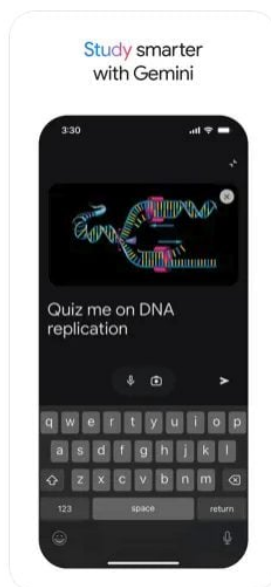 Study smarter
with Gemini
3:30
Quiz me on DNA
replication
q w e r t y u i o p
a s d f g h j k l
z x c v b n m
123 space return